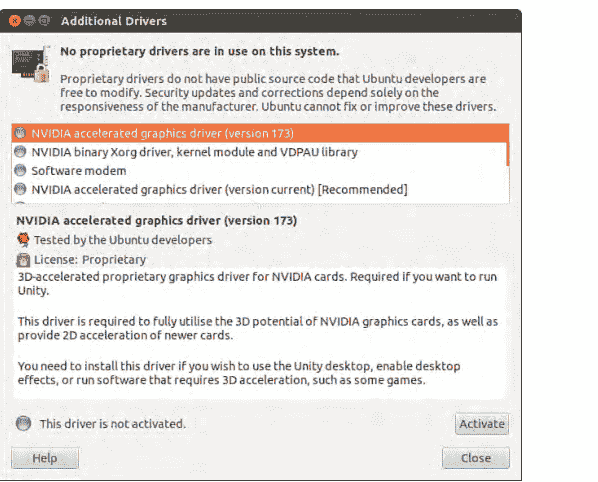 Additional Drivers
No proprietary drivers are in use on this system.
Proprietary drivers do not have public source code that Ubuntu developers are
free to modify. Security updates and corrections depend solely on the
responsiveness of the manufacturer. Ubuntu cannot fix or improve these drivers.
NVIDIA accelerated graphics driver (version 173)
NVIDIA binary Xorg driver, kernel module and VDPAU library
Software modem
NVIDIA accelerated graphics driver (version current) [Recommended]
NVIDIA accelerated graphics driver (version 173)
Tested by the Ubuntu developers
License: Proprietary
3D-accelerated proprietary graphics driver for NVIDIA cards. Required if you want to run
Unity.
This driver is required to fully utilise the 3D potential of NVIDIA graphics cards, as well as
provide 2D acceleration of newer cards.
You need to install this driver if you wish to use the Unity desktop, enable desktop
effects, or run software that requires 3D acceleration, such as some games.
This driver is not activated.
Activate
Help
Close